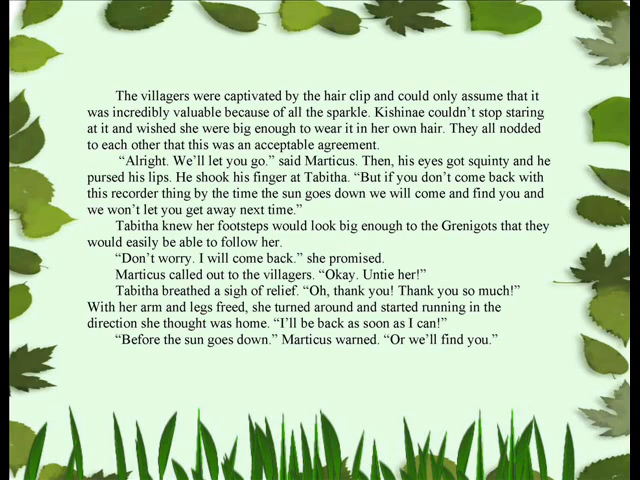 The villagers were captivated by the hair clip and could only assume that it
was incredibly valuable because of all the sparkle. Kishinae couldn’t stop staring
at it and wished she were big enough to wear it in her own hair. They all nodded
to each other that this was an acceptable agreement.
“Alright. We’ll let you go.” said Marticus. Then, his eyes got squinty and he
pursed his lips. He shook his finger at Tabitha. “But if you don’t come back with
this recorder thing by the time the sun goes down we will come and find you and
we won’t let you get away next time.”
Tabitha knew her footsteps would look big enough to the Grenigots that they
would easily be able to follow her.
“Don’t worry. I will come back.” she promised.
Marticus called out to the villagers. “Okay. Untie her!”
Tabitha breathed a sigh of relief. “Oh, thank you! Thank you so much!”
With her arm and legs freed, she turned around and started running in the
direction she thought was home. “I’ll be back as soon as I can!”
“Before the sun goes down.” Marticus warned. “Or we’ll find you.”